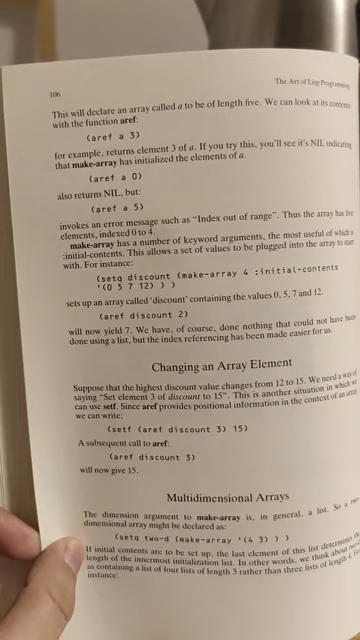 106
The Art of Lisp Programming
This will declare an array called a to be of length five. We can look at its contents
with the function aref:
(aref a 3)
for example, returns element 3 of a. If you try this, you'll see it's NIL indicating
that make-array has initialized the elements of a.
(aref a 0)
also returns NIL, but:
(aref a 5)
invokes an error message such as "Index out of range". Thus the array has five
elements, indexed 0 to 4.
make-array has a number of keyword arguments, the most useful of which is
:initial-contents. This allows a set of values to be plugged into the array to start
with. For instance:
(setq discount (make-array 4 :initial-contents
'(0 5 7 12) ) )
sets up an array called 'discount' containing the values 0, 5, 7 and 12.
(aref discount 2)
will now yield 7. We have, of course, done nothing that could not have been
done using a list, but the index referencing has been made easier for us.
Changing an Array Element
Suppose that the highest discount value changes from 12 to 15. We need a way of
saying "Set element 3 of discount to 15". This is another situation in which we
can use setf. Since aref provides positional information in the context of an array
we can write:
(setf (aref discount 3) 15)
A subsequent call to aref:
(aref discount 3)
will now give 15.
Multidimensional Arrays
The dimension argument to make-array is, in general, a list. So a two-
dimensional array might be declared as:
(setq two-d (make-array '(4 3) ) )
If initial contents are to be set up, the last element of this list determines the
length of the innermost initialization list. In other words, we think about two-d
as containing a list of four lists of length 3 rather than three lists of length 4. For
instance: